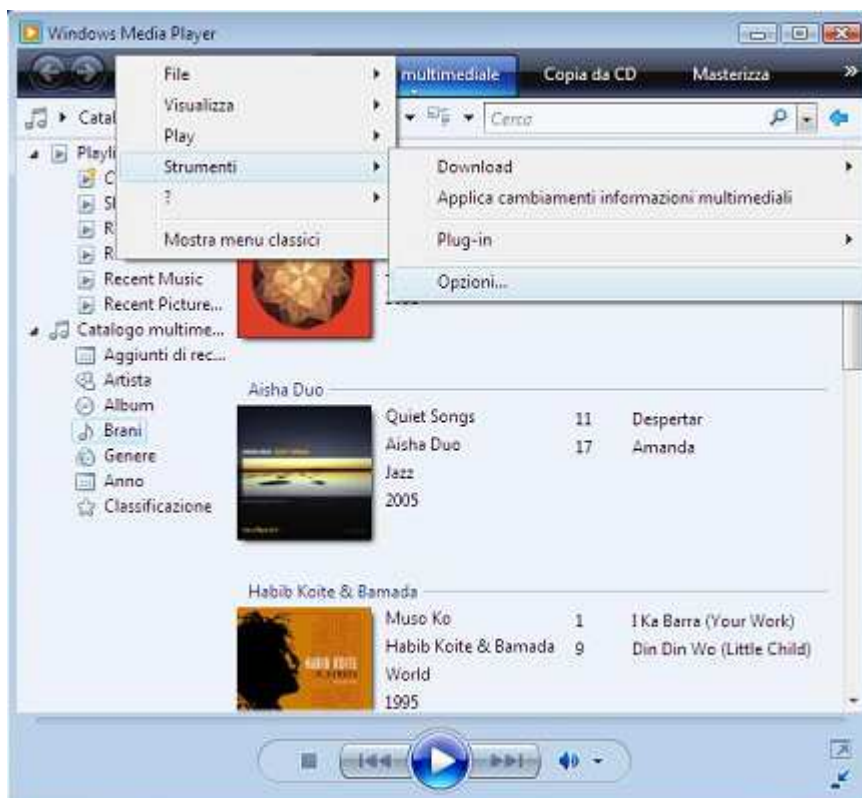 Windows Media Player
multimediale
Copia da CD
Masterizza
»
File
Visualizza
Play
Strumenti
?
Mostra menu classici
Catal
Cerca
Download
Applica cambiamenti informazioni multimediali
Plug-in
Opzioni...
Playli
C
R
R
Recent Music
Recent Picture...
Catalogo multime...
Aggiunti di rec...
Artista
Album
Brani
Genere
Anno
Classificazione
Aisha Duo
Quiet Songs 11 Despertar
Aisha Duo 17 Amanda
Jazz
2005
Habib Koite & Bamada
Muso Ko 1 I Ka Barra (Your Work)
Habib Koite & Bamada 9 Din Din Wo (Little Child)
World
1995
HABIB KOITE